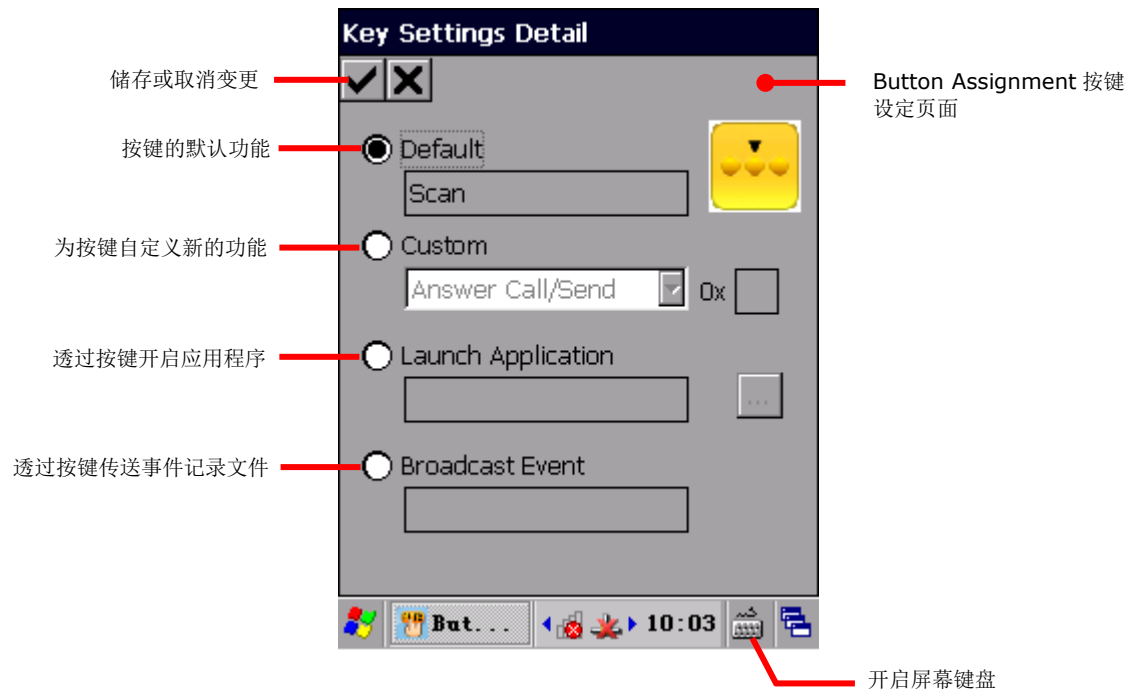 Key Settings Detail
储存或取消变更
Button Assignment 按键
设定页面
按键的默认功能
Default
Scan
为按键自定义新的功能
Custom
Answer Call/Send
0x
透过按键开启应用程序
Launch Application
...
透过按键传送事件记录文件
Broadcast Event
But...
10:03
开启屏幕键盘